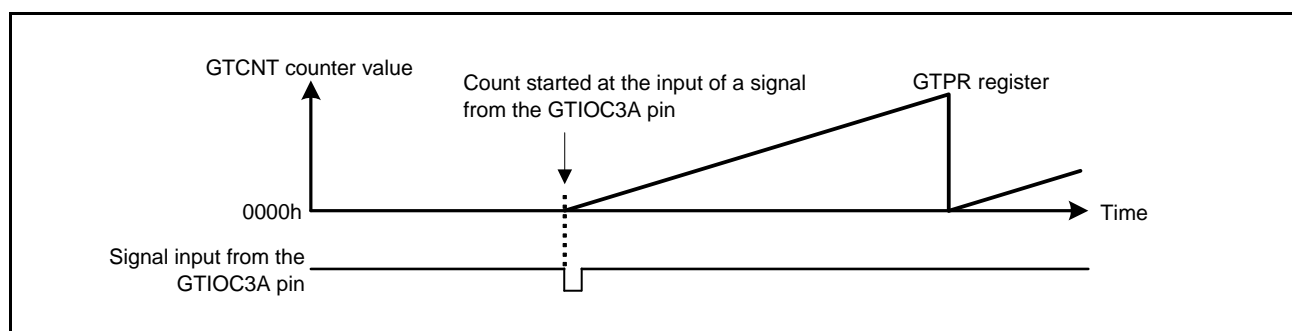 GTCNT counter value
Count started at the input of a signal
from the GTIOC3A pin
GTPR register
0000h
Time
Signal input from the
GTIOC3A pin